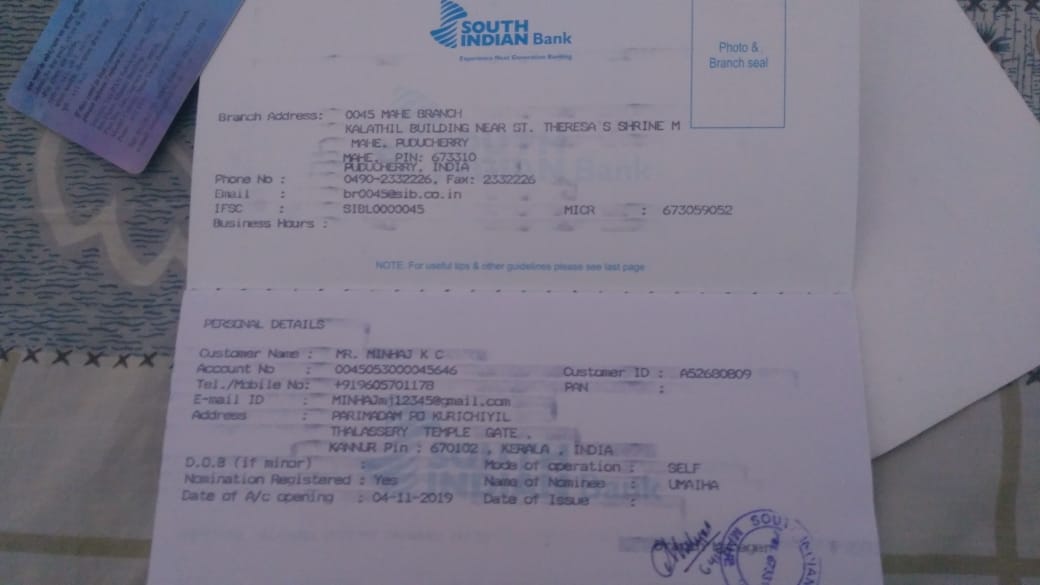 SOUTH
INDIAN Bank
Experience Next Generation Banking
Photo &
Branch seal
Branch Address: 0045 MAHE BRANCH
KALATHIL BUILDING NEAR ST. THERESA'S SHRINE M
MAHE, PUDUCHERRY
MAHE, PIN: 673310
PUDUCHERRY, INDIA
Phone No : 0490-2332226, Fax: 2332226
Email : br0045@sib.co.in
IFSC : SIBL0000045 MICR : 673059052
Business Hours :
NOTE: For useful tips & other guidelines please see last page
PERSONAL DETAILS
Customer Name : MR. MINHAJ K C
Account No : 0045053000045646 Customer ID : A52680809
Tel./Mobile No: +919605701178 PAN :
E-mail ID : MINHAJmj12345@gmail.com
Address : PARIMADAM PO KURICHIYIL
THALASSERY TEMPLE GATE ,
KANNUR Pin : 670102 , KERALA , INDIA
D.O.B (if minor) : Mode of operation : SELF
Nomination Registered : Yes Name of Nominee : UMAIHA
Date of A/c opening : 04-11-2019 Date of Issue :